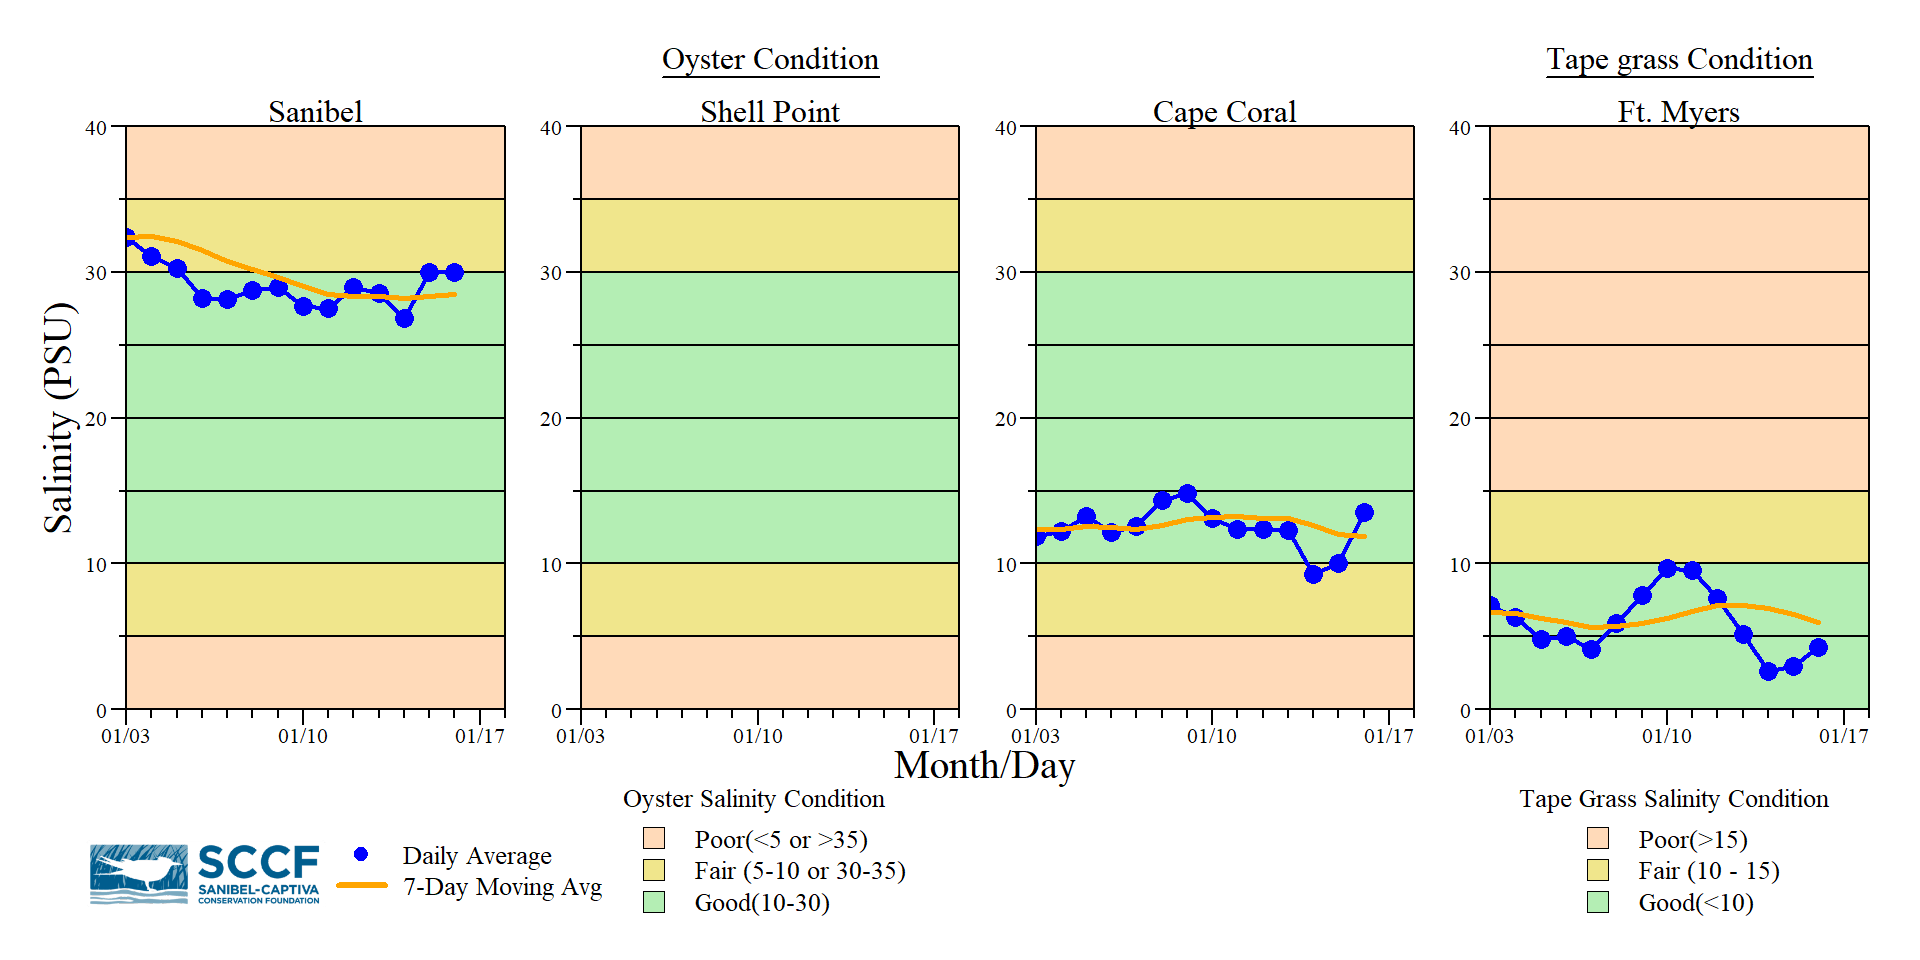 Oyster Condition
Tape grass Condition
Sanibel
Shell Point
Cape Coral
Ft. Myers
Salinity (PSU)
40
30
20
10
0
01/03
01/10
01/17
40
30
20
10
0
01/03
01/10
01/17
40
30
20
10
0
01/03
01/10
01/17
40
30
20
10
0
01/03
01/10
01/17
Month/Day
SCCF
SANIBEL-CAPTIVA
CONSERVATION FOUNDATION
Daily Average
7-Day Moving Avg
Oyster Salinity Condition
Poor(<5 or >35)
Fair (5-10 or 30-35)
Good(10-30)
Tape Grass Salinity Condition
Poor(>15)
Fair (10 - 15)
Good(<10)